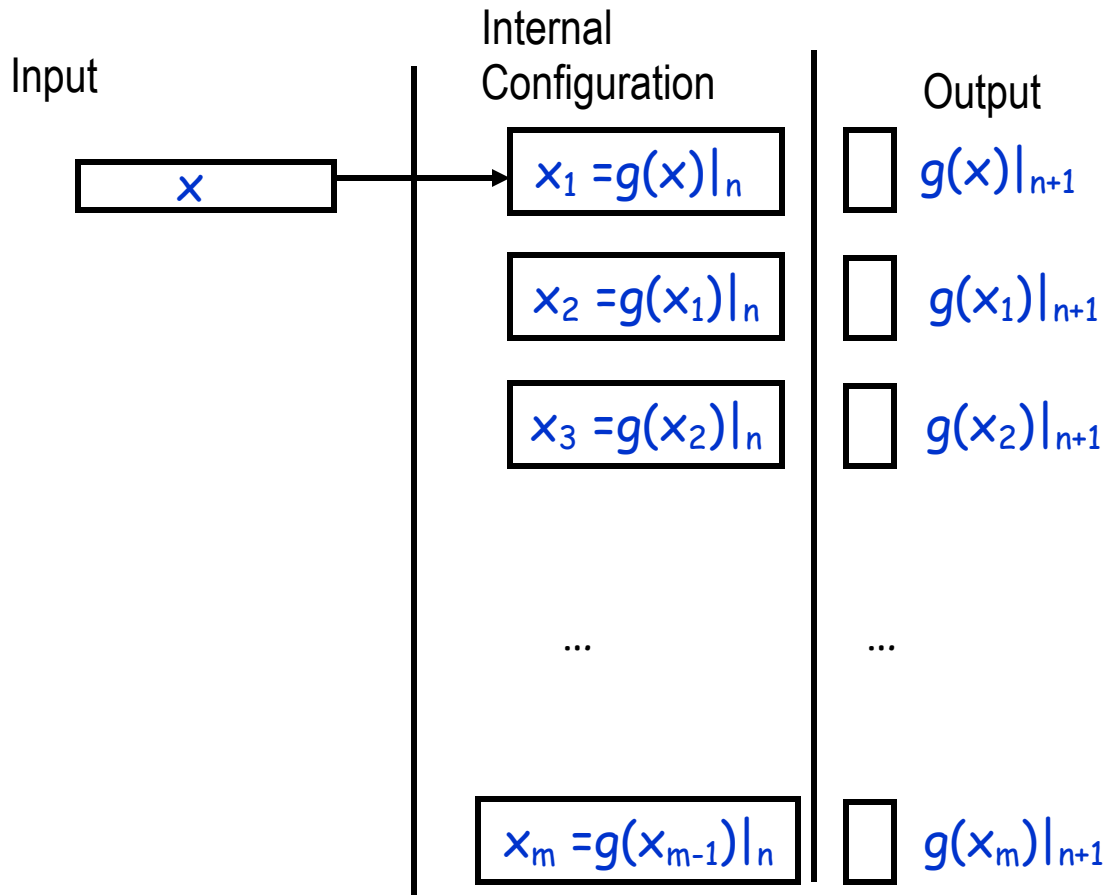 Input
Internal
Configuration
Output
x
x₁ =g(x)|ₙ
g(x)|ₙ₊₁
x₂ =g(x₁)|ₙ
g(x₁)|ₙ₊₁
x₃ =g(x₂)|ₙ
g(x₂)|ₙ₊₁
... ...
xₘ =g(xₘ₋₁)|ₙ
g(xₘ)|ₙ₊₁